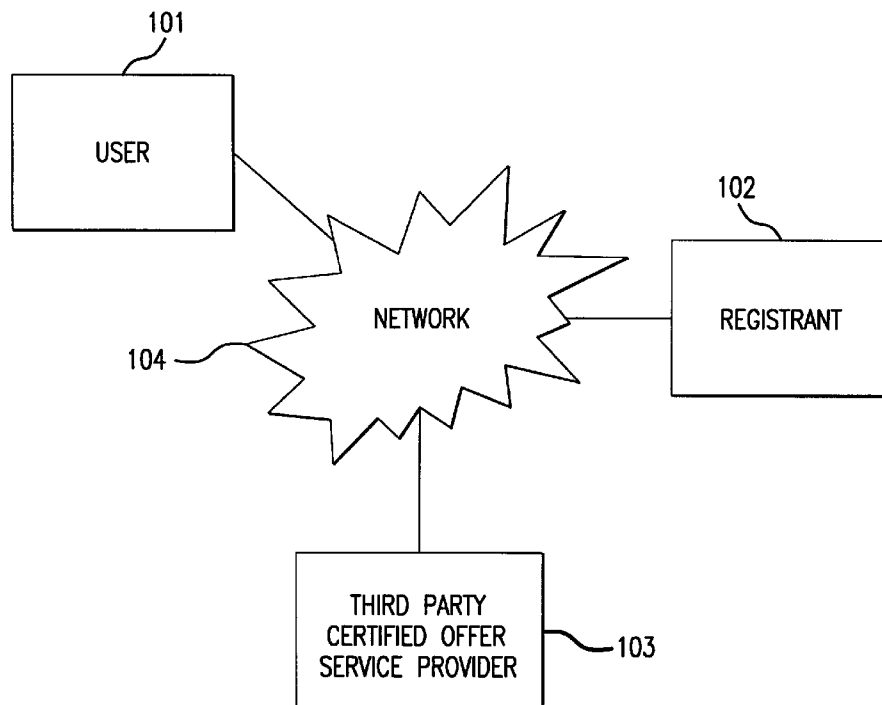 101
USER
102
REGISTRANT
NETWORK
104
THIRD PARTY
CERTIFIED OFFER
SERVICE PROVIDER
103